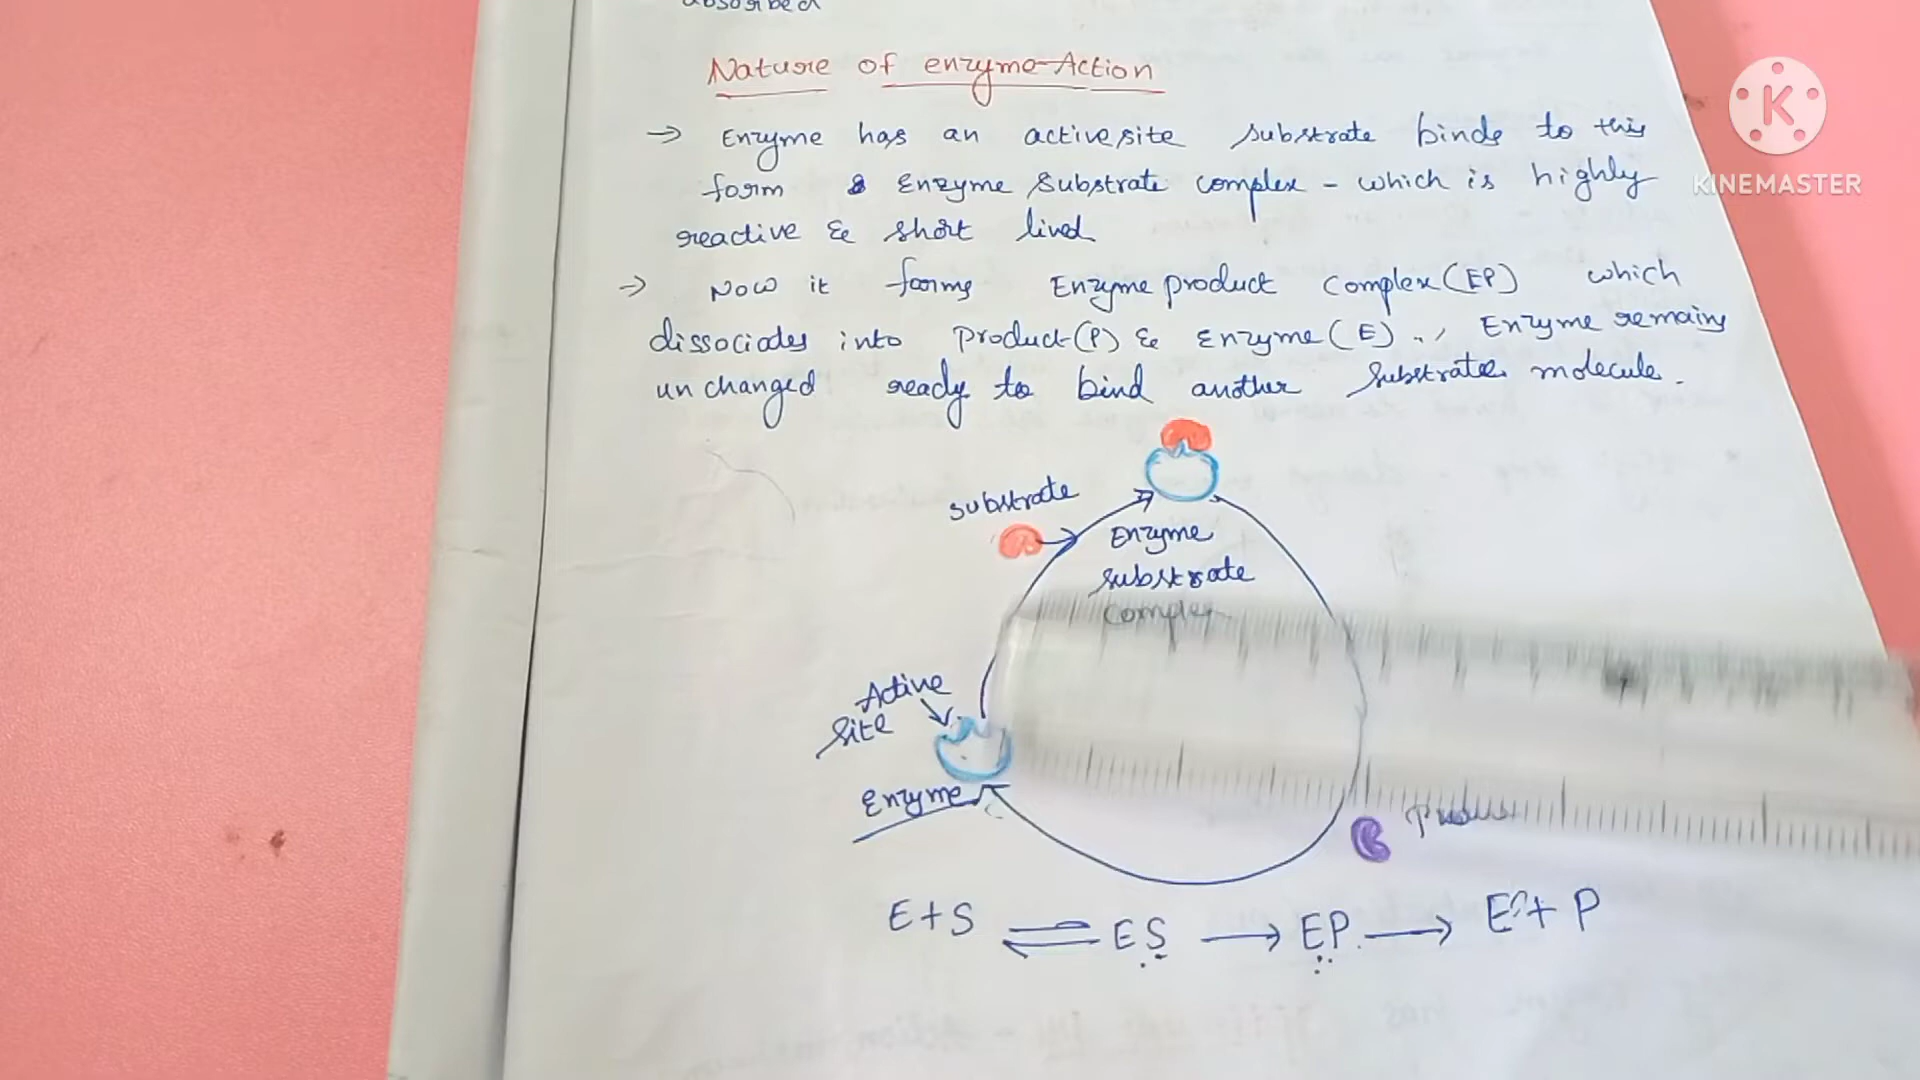 absorbed
Nature of enzyme Action
→ Enzyme has an active site substrate binds to this
form & Enzyme Substrate complex - which is highly
reactive & short lived
→ Now it forms Enzyme product complex (EP) which
dissociates into product (P) & enzyme (E) ., Enzyme remains
unchanged ready to bind another substrate molecule.
K
KINEMASTER
substrate
Enzyme
substrate
complex
Active
site
Enzyme
E+S ⇌ ES → EP → E + P